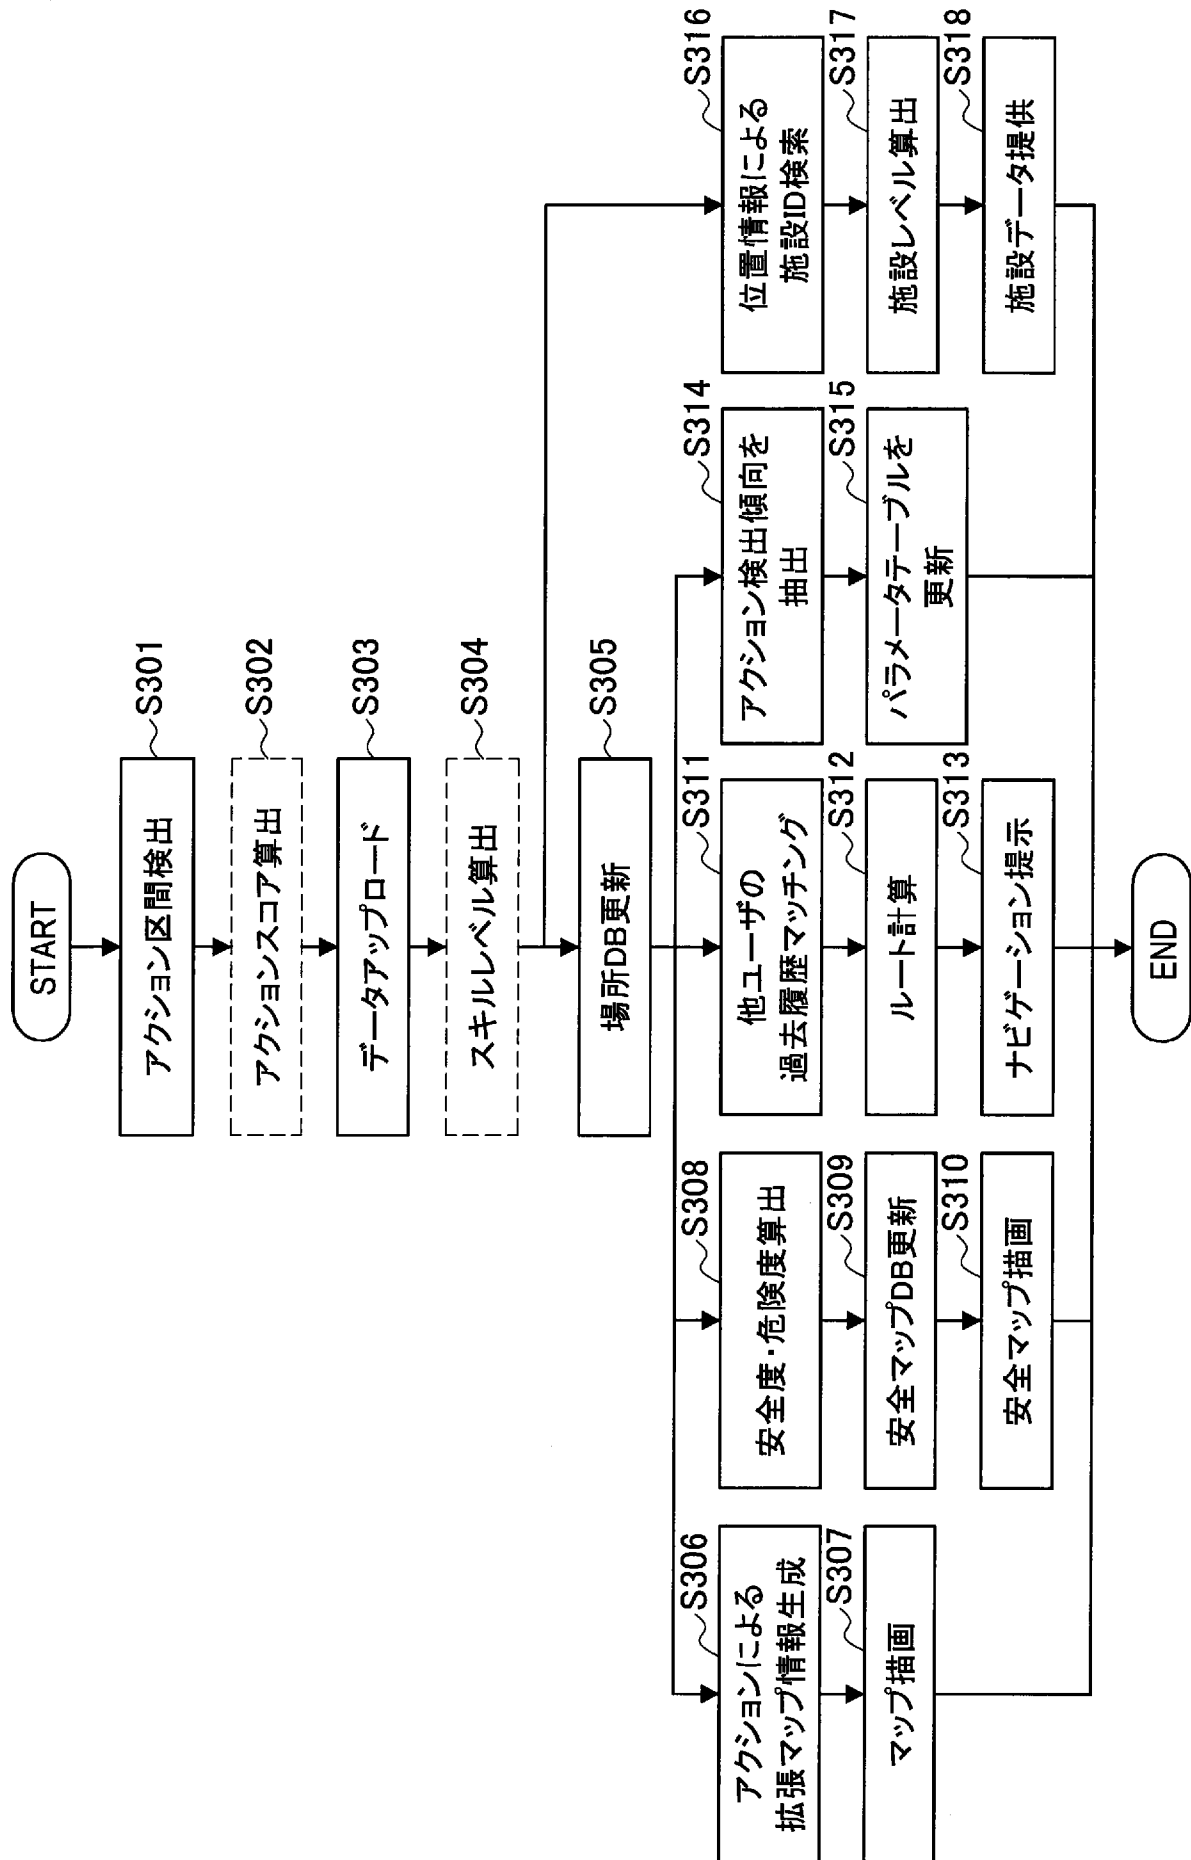 START
アクション区間検出
S301
アクションスコア算出
S302
データアップロード
S303
スキルレベル算出
S304
場所DB更新
S305
アクションによる
拡張マップ情報生成
S306
マップ描画
S307
安全度・危険度算出
S308
安全マップDB更新
S309
安全マップ描画
S310
他ユーザの
過去履歴マッチング
S311
ルート計算
S312
ナビゲーション提示
S313
アクション検出傾向を
抽出
S314
パラメータテーブルを
更新
S315
位置情報による
施設ID検索
S316
施設レベル算出
S317
施設データ提供
S318
END